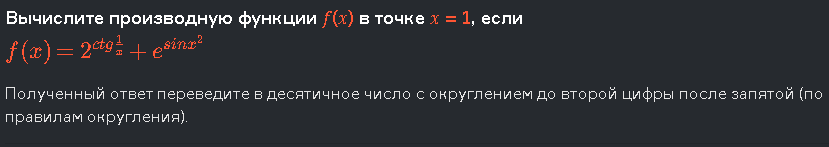 Вычислите производную функции f(x) в точке x = 1, если
f(x) = 2^{ctg\frac{1}{x}} + e^{sinx^2}
Полученный ответ переведите в десятичное число с округлением до второй цифры после запятой (по
правилам округления).